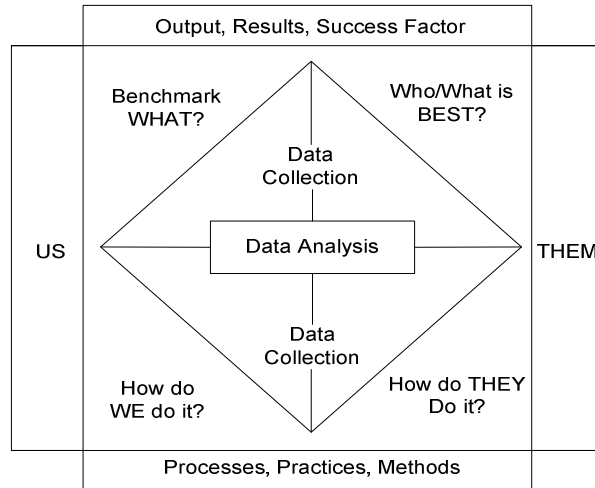 Output, Results, Success Factor
Benchmark
WHAT?
Who/What is
BEST?
Data
Collection
US
Data Analysis
THEM
Data
Collection
How do
WE do it?
How do THEY
Do it?
Processes, Practices, Methods